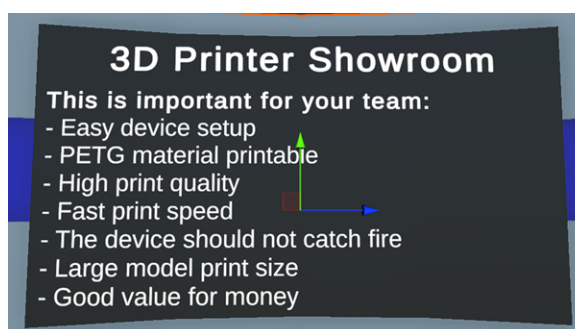 3D Printer Showroom
This is important for your team:
- Easy device setup
- PETG material printable
- High print quality
- Fast print speed
- The device should not catch fire
- Large model print size
- Good value for money